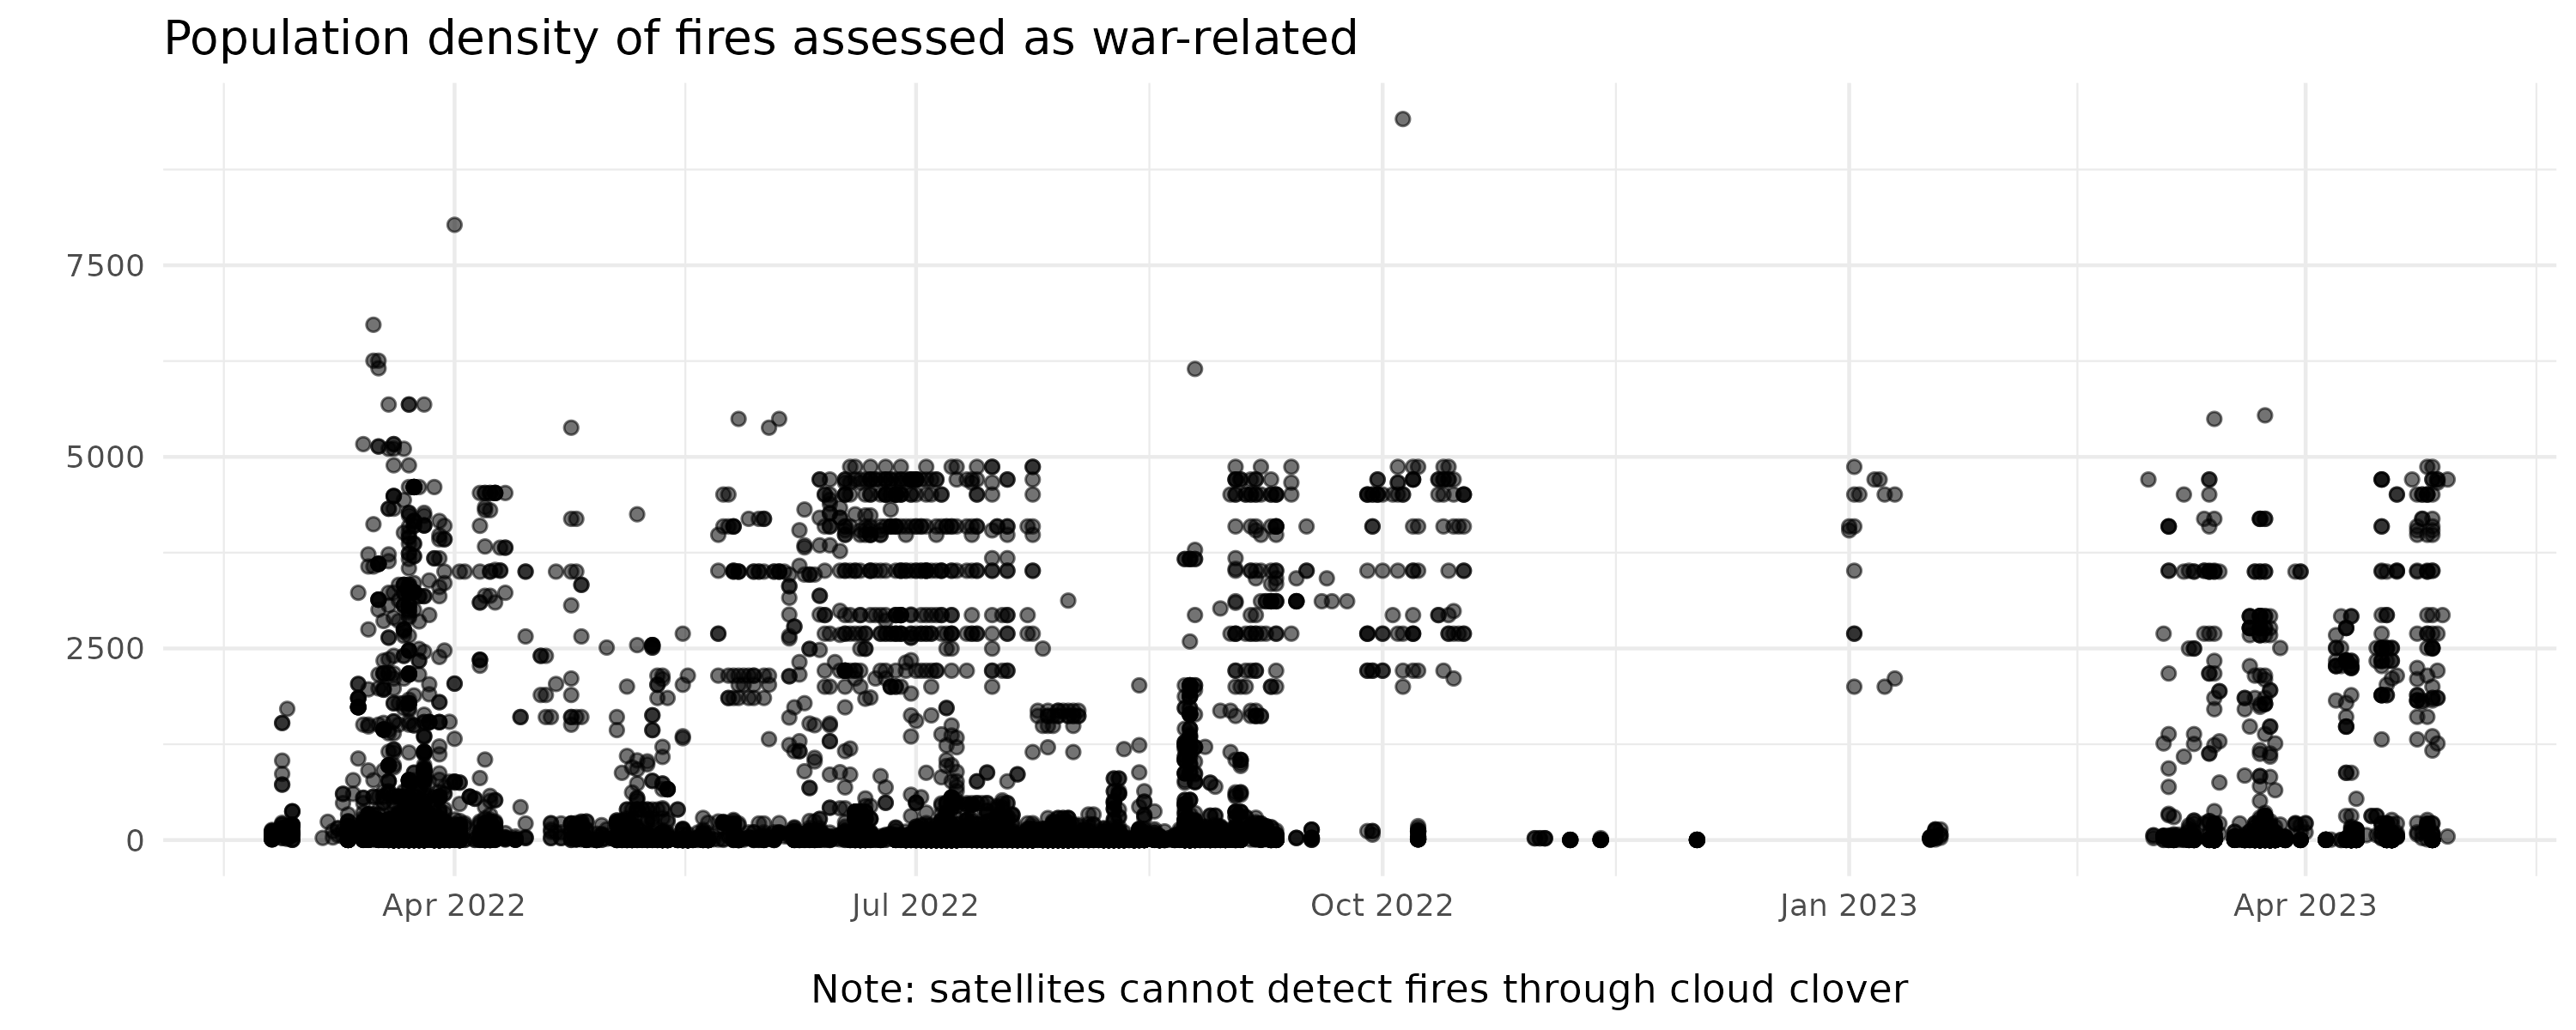 Population density of fires assessed as war-related
7500
5000
2500
0
Apr 2022
Jul 2022
Oct 2022
Jan 2023
Apr 2023
Note: satellites cannot detect fires through cloud clover